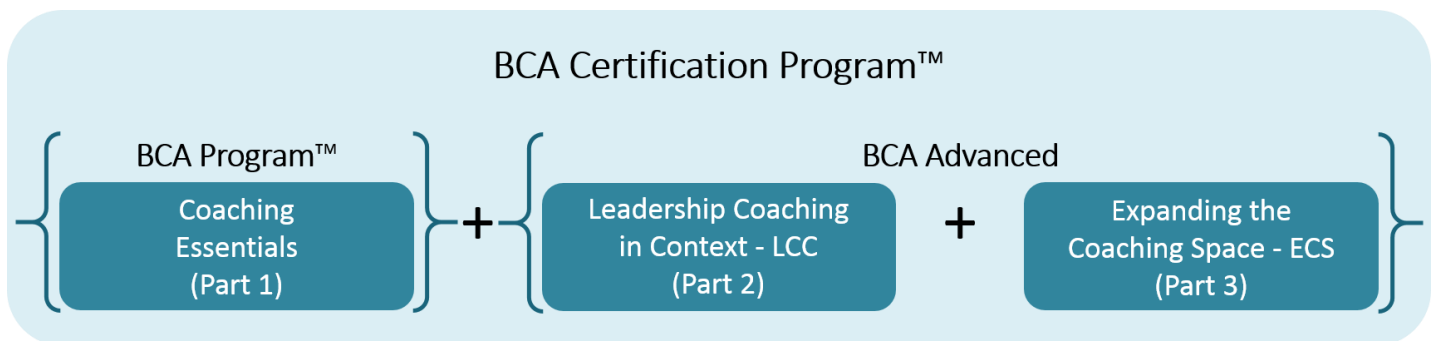 BCA Certification Program™
BCA Program™
Coaching
Essentials
(Part 1)
+
BCA Advanced
Leadership Coaching
in Context - LCC
(Part 2)
+
Expanding the
Coaching Space - ECS
(Part 3)